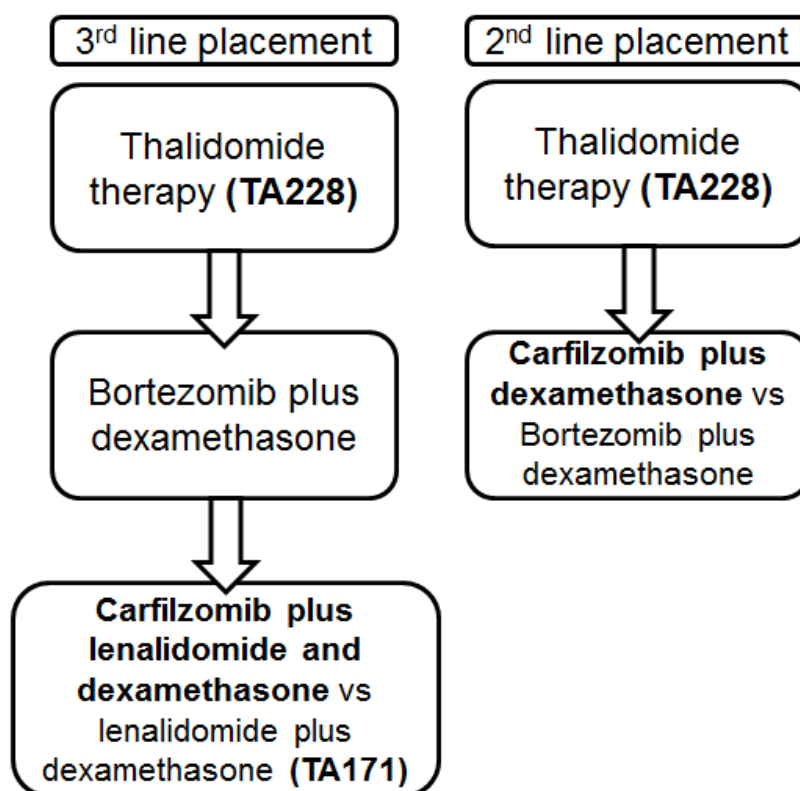 3rd line placement
Thalidomide
therapy (TA228)
Bortezomib plus
dexamethasone
Carfilzomib plus
lenalidomide and
dexamethasone vs
lenalidomide plus
dexamethasone (TA171)
2nd line placement
Thalidomide
therapy (TA228)
Carfilzomib plus
dexamethasone vs
Bortezomib plus
dexamethasone